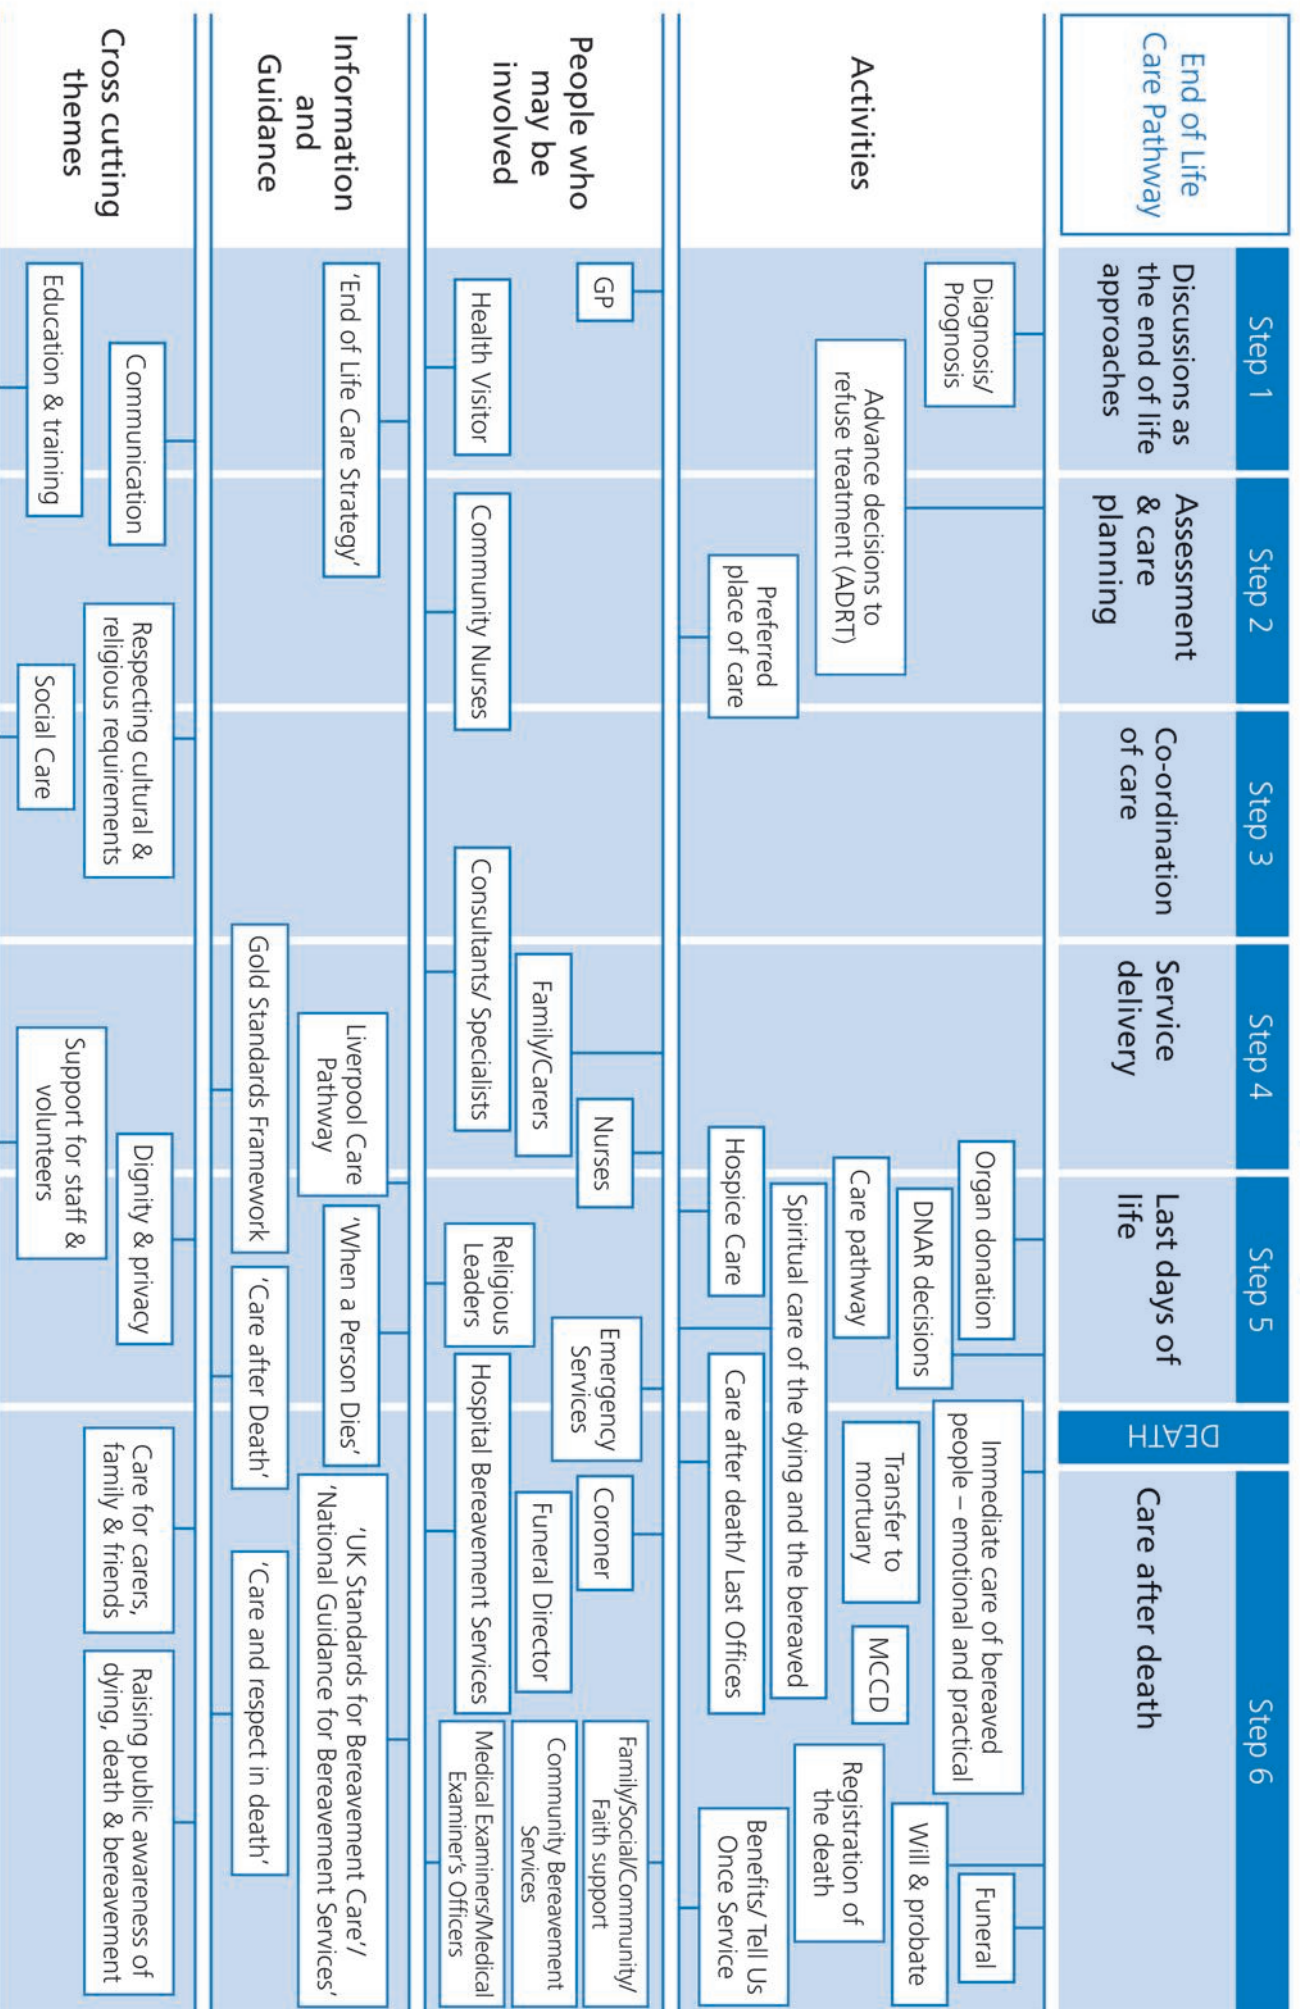 End of Life
Care Pathway
Step 1
Step 2
Step 3
Step 4
Step 5
Step 6
Discussions as
the end of life
approaches
Assessment
& care
planning
Co-ordination
of care
Service
delivery
Last days of
life
DEATH
Care after death
Activities
Diagnosis/
Prognosis
Advance decisions to
refuse treatment (ADRT)
Preferred
place of care
Organ donation
DNAR decisions
Care pathway
Spiritual care of the dying and the bereaved
Hospice Care
Immediate care of bereaved
people – emotional and practical
Transfer to
mortuary
MCCD
Care after death/ Last Offices
Funeral
Will & probate
Registration of
the death
Benefits/ Tell Us
Once Service
People who
may be
involved
GP
Health Visitor
Community Nurses
Consultants/ Specialists
Family/Carers
Nurses
Religious
Leaders
Emergency
Services
Hospital Bereavement Services
Coroner
Funeral Director
Family/Social/Community/
Faith support
Community Bereavement
Services
Medical Examiners/Medical
Examiner's Officers
Information
and
Guidance
'End of Life Care Strategy'
Liverpool Care
Pathway
Gold Standards Framework
'When a Person Dies'
'Care after Death'
'UK Standards for Bereavement Care'/
'National Guidance for Bereavement Services'
'Care and respect in death'
Cross cutting
themes
Communication
Education & training
Respecting cultural &
religious requirements
Social Care
Dignity & privacy
Support for staff &
volunteers
Care for carers,
family & friends
Raising public awareness of
dying, death & bereavement